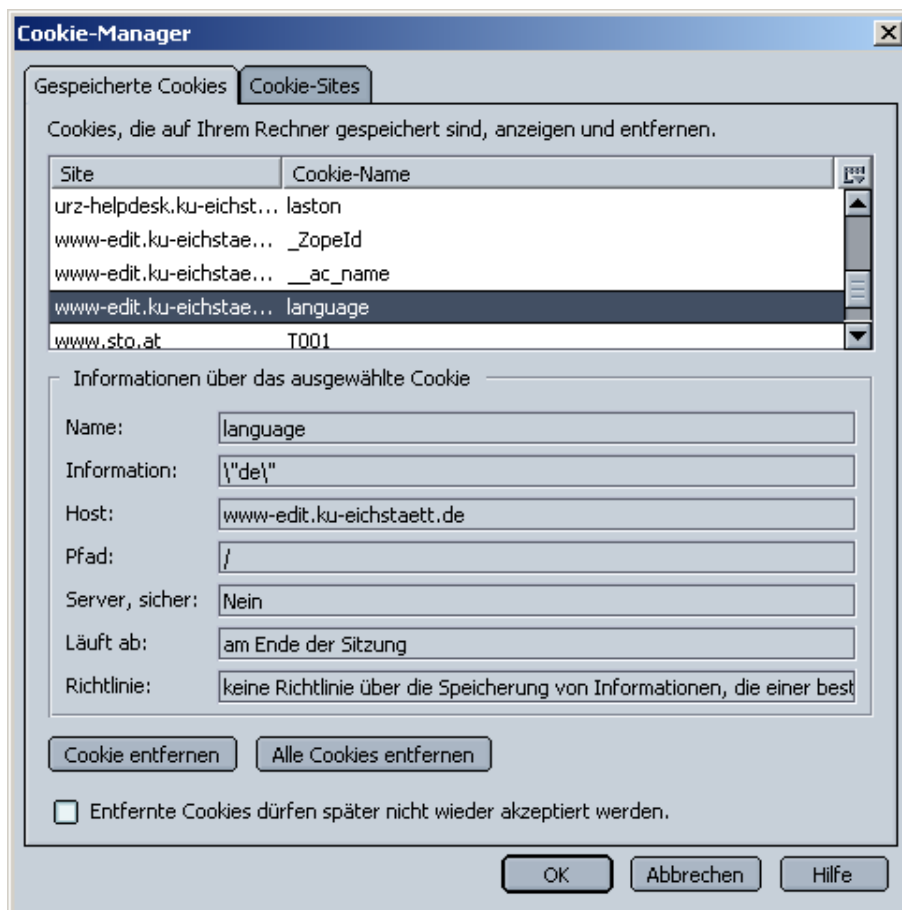 Cookie-Manager
Gespeicherte Cookies Cookie-Sites
Cookies, die auf Ihrem Rechner gespeichert sind, anzeigen und entfernen.
Site Cookie-Name
urz-helpdesk.ku-eichst... laston
www-edit.ku-eichstae... _ZopeId
www-edit.ku-eichstae... __ac_name
www-edit.ku-eichstae... language
www.sto.at T001
Informationen über das ausgewählte Cookie
Name: language
Information: \"de\"
Host: www-edit.ku-eichstaett.de
Pfad: /
Server, sicher: Nein
Läuft ab: am Ende der Sitzung
Richtlinie: keine Richtlinie über die Speicherung von Informationen, die einer best
Cookie entfernen Alle Cookies entfernen
Entfernte Cookies dürfen später nicht wieder akzeptiert werden.
OK Abbrechen Hilfe